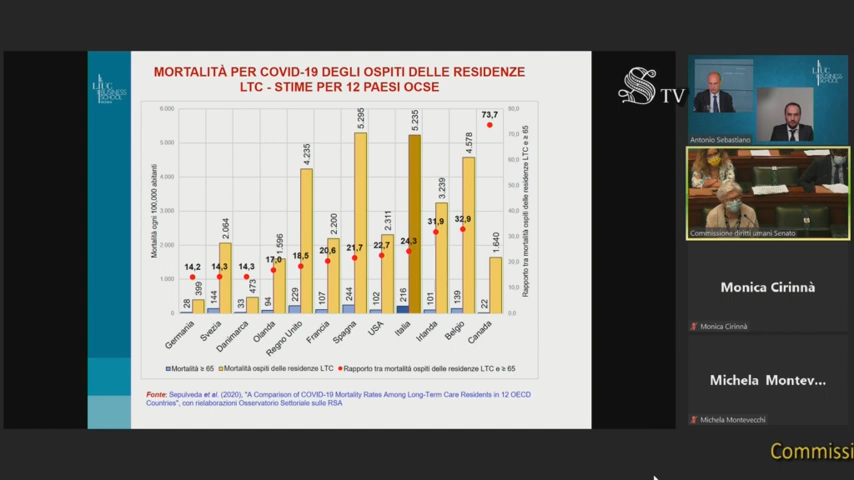 LIUC
BUSINESS
SCHOOL
MORTALITÀ PER COVID-19 DEGLI OSPITI DELLE RESIDENZE
LTC - STIME PER 12 PAESI OCSE
Mortalità ogni 100.000 abitanti
6.000
5.000
4.000
3.000
2.000
1.000
0
80,0
70,0
60,0
50,0
40,0
30,0
20,0
10,0
0,0
Rapporto tra mortalità ospiti delle residenze LTC e ≥ 65
14,2
28
399
14,3
144
2.064
14,3
33
473
17,0
94
1.596
18,5
229
4.235
20,6
107
2.200
21,7
244
5.295
22,7
102
2.311
24,3
216
5.235
31,9
101
3.239
32,9
139
4.578
73,7
22
1.640
Germania
Svezia
Danimarca
Olanda
Regno Unito
Francia
Spagna
USA
Italia
Irlanda
Belgio
Canada
Mortalità ≥ 65
Mortalità ospiti delle residenze LTC
Rapporto tra mortalità ospiti delle residenze LTC e ≥ 65
Fonte: Sepulveda et al. (2020), "A Comparison of COVID-19 Mortality Rates Among Long-Term Care Residents in 12 OECD
Countries", con rielaborazioni Osservatorio Settoriale sulle RSA
S TV
LIUC
BUSINESS
SCHOOL
Antonio Sebastiano
Commissione diritti umani Senato
Monica Cirinnà
Monica Cirinnà
Michela Montev...
Michela Montevecchi
Commissi